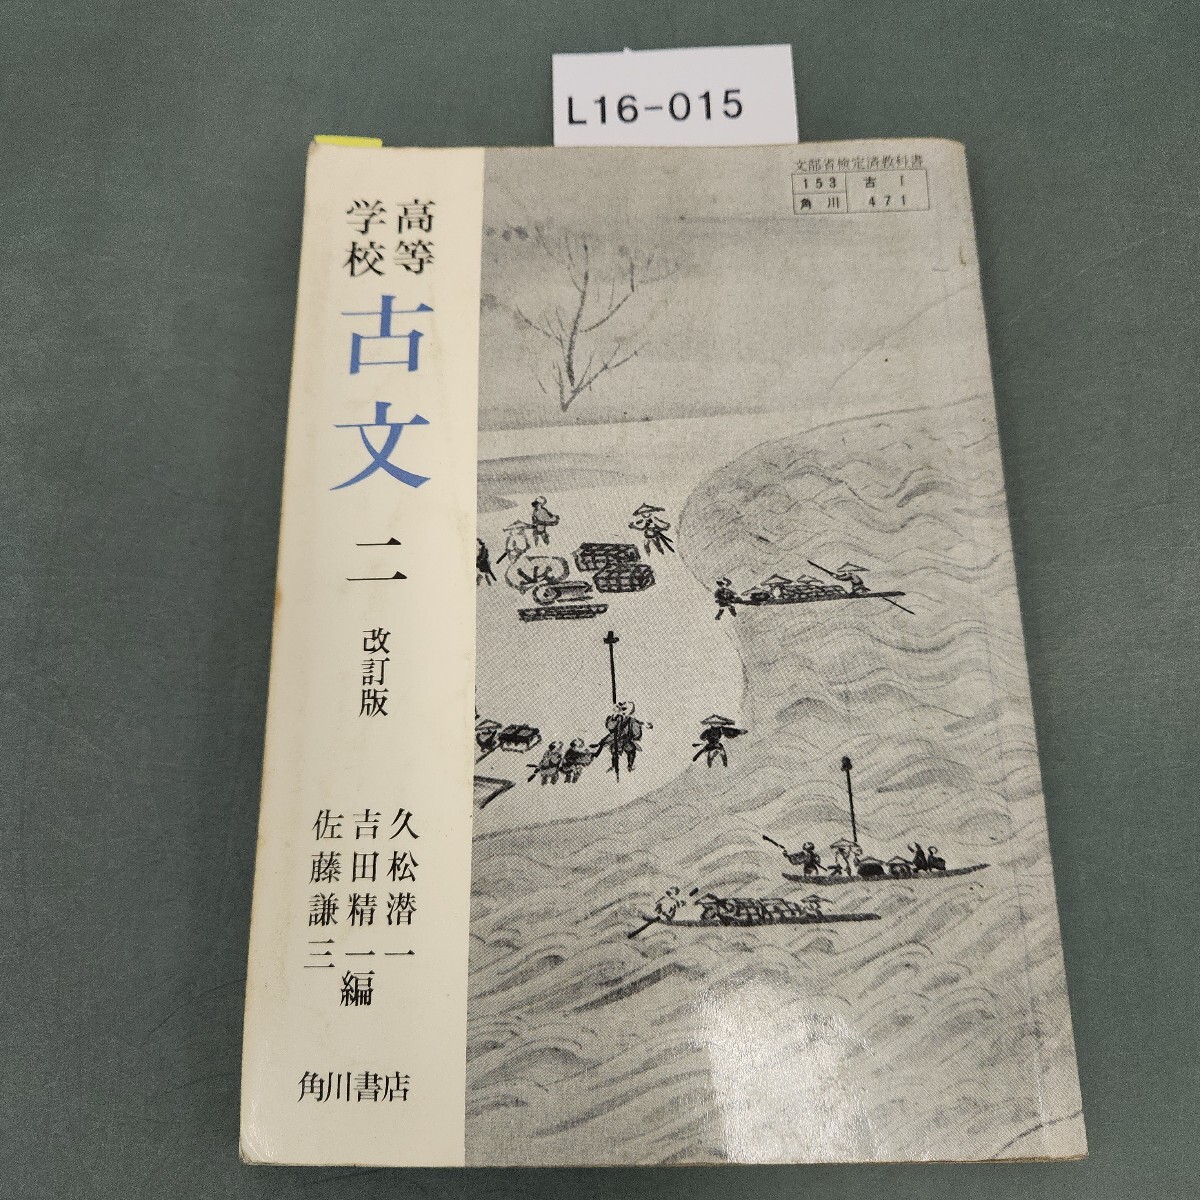 L16-015
文部省検定済教科書
153 古Ⅰ
角川 471
高等
学校
古文
二
改訂版
久松潜一
吉田精一
佐藤謙三
編
角川書店